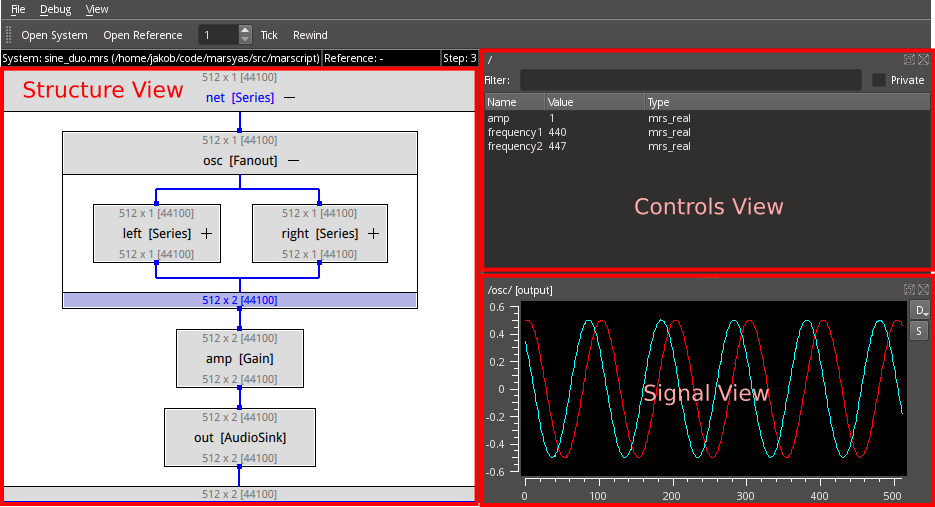 File Debug View
Open System Open Reference 1 Tick Rewind
System: sine_duo.mrs (/home/jakob/code/marsyas/src/marscript) Reference: - Step: 3
512 x 1 [44100]
Structure View
net [Series] —
512 x 1 [44100]
osc [Fanout] —
512 x 1 [44100] 512 x 1 [44100]
left [Series] + right [Series] +
512 x 1 [44100] 512 x 1 [44100]
512 x 2 [44100]
512 x 2 [44100]
amp [Gain]
512 x 2 [44100]
512 x 2 [44100]
out [AudioSink]
512 x 2 [44100]
512 x 2 [44100]
/
Filter: Private
Name Value Type
amp 1 mrs_real
frequency1 440 mrs_real
frequency2 447 mrs_real
Controls View
/osc/ [output]
D
S
0.6
0.4
0.2
0
-0.2
-0.4
-0.6
Signal View
0 100 200 300 400 500